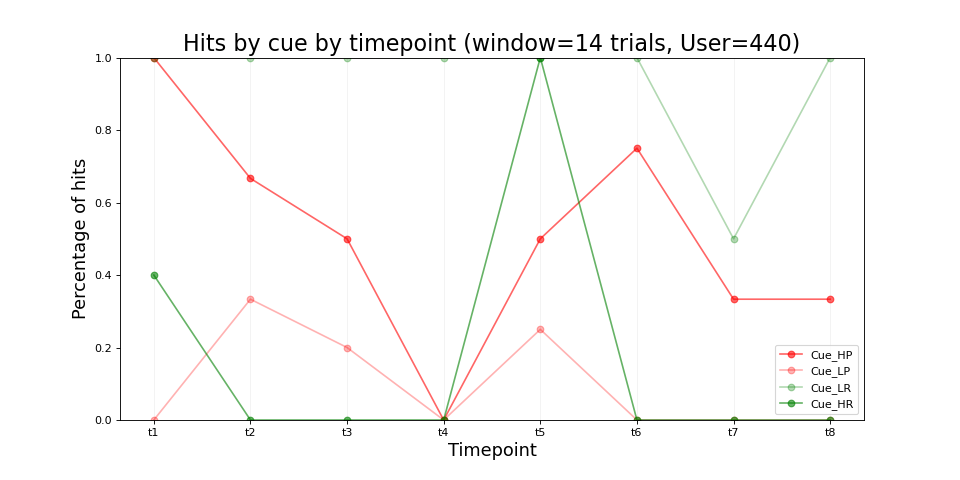 Hits by cue by timepoint (window=14 trials, User=440)
1.0
0.8
0.6
0.4
0.2
0.0
Percentage of hits
t1 t2 t3 t4 t5 t6 t7 t8
Timepoint
Cue_HP
Cue_LP
Cue_LR
Cue_HR